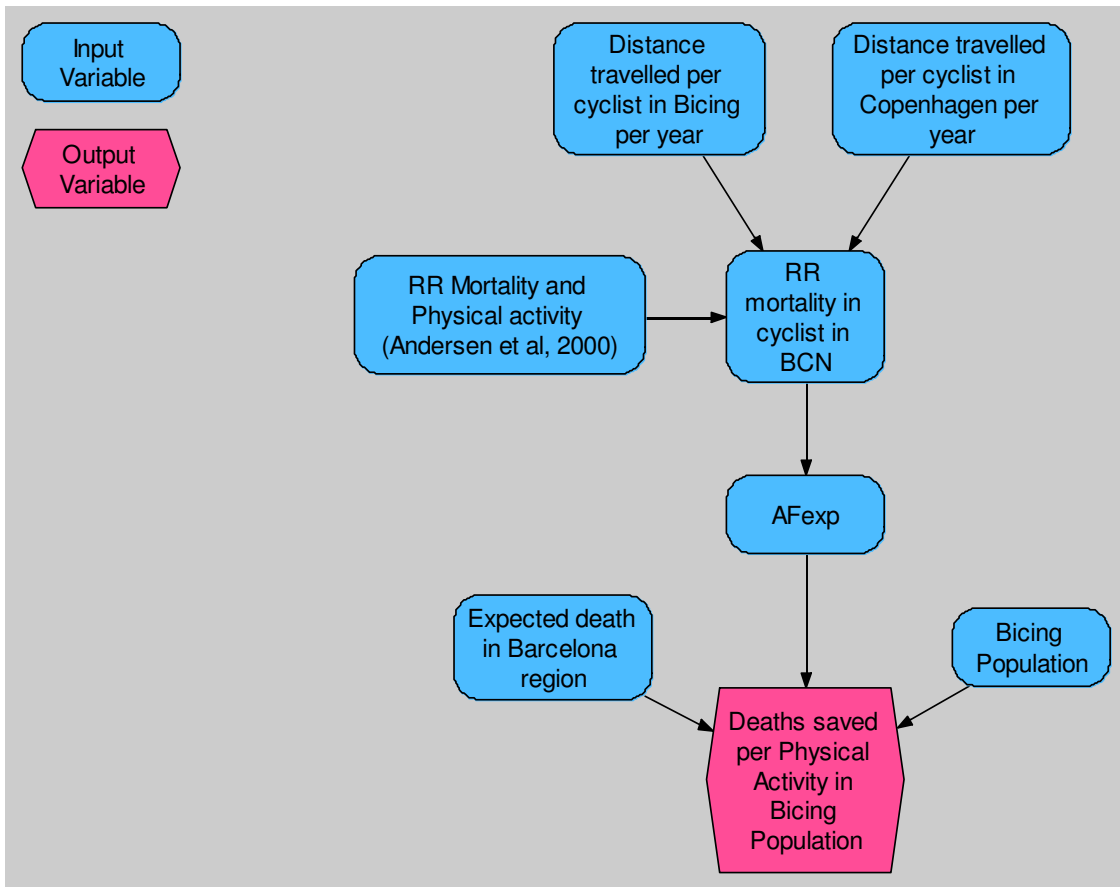 Input
Variable
Output
Variable
Distance
travelled per
cyclist in Bicing
per year
Distance travelled
per cyclist in
Copenhagen per
year
RR Mortality and
Physical activity
(Andersen et al, 2000)
RR
mortality in
cyclist in
BCN
AFexp
Expected death
in Barcelona
region
Bicing
Population
Deaths saved
per Physical
Activity in
Bicing
Population